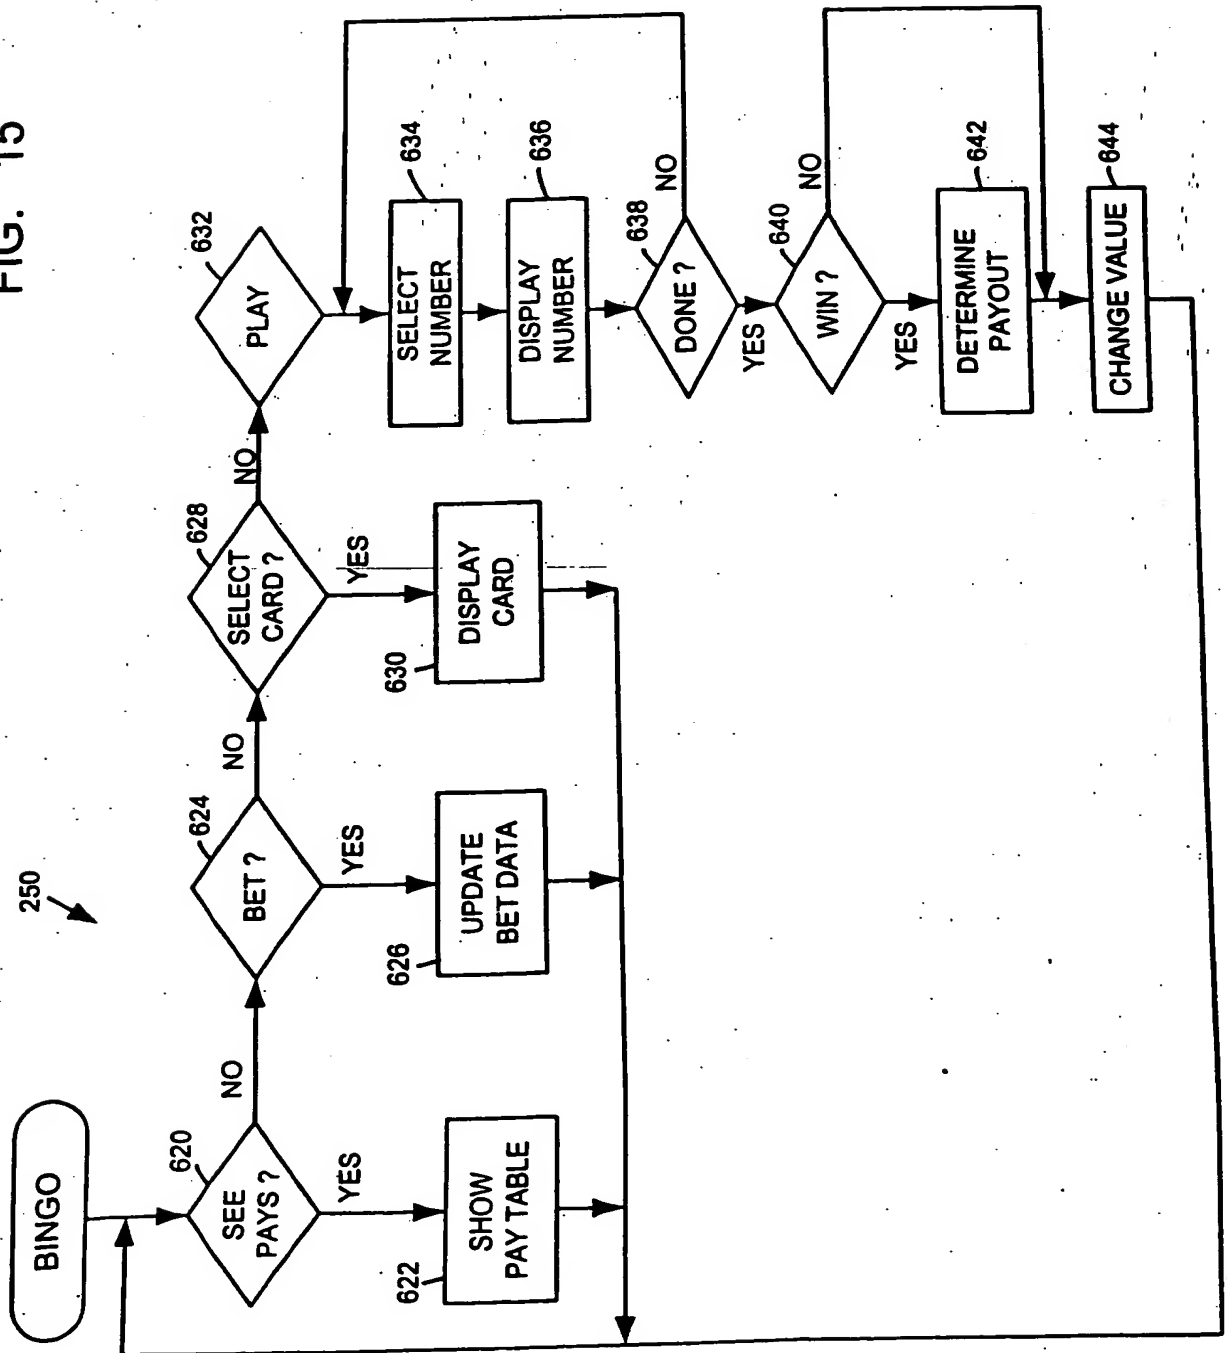 FIG. 15
250
BINGO
620
SEE
PAYS ?
YES
NO
622
SHOW
PAY TABLE
624
BET ?
YES
NO
626
UPDATE
BET DATA
628
SELECT
CARD ?
YES
NO
630
DISPLAY
CARD
632
PLAY
634
SELECT
NUMBER
636
DISPLAY
NUMBER
638
DONE ?
NO
YES
640
WIN ?
NO
YES
642
DETERMINE
PAYOUT
644
CHANGE VALUE